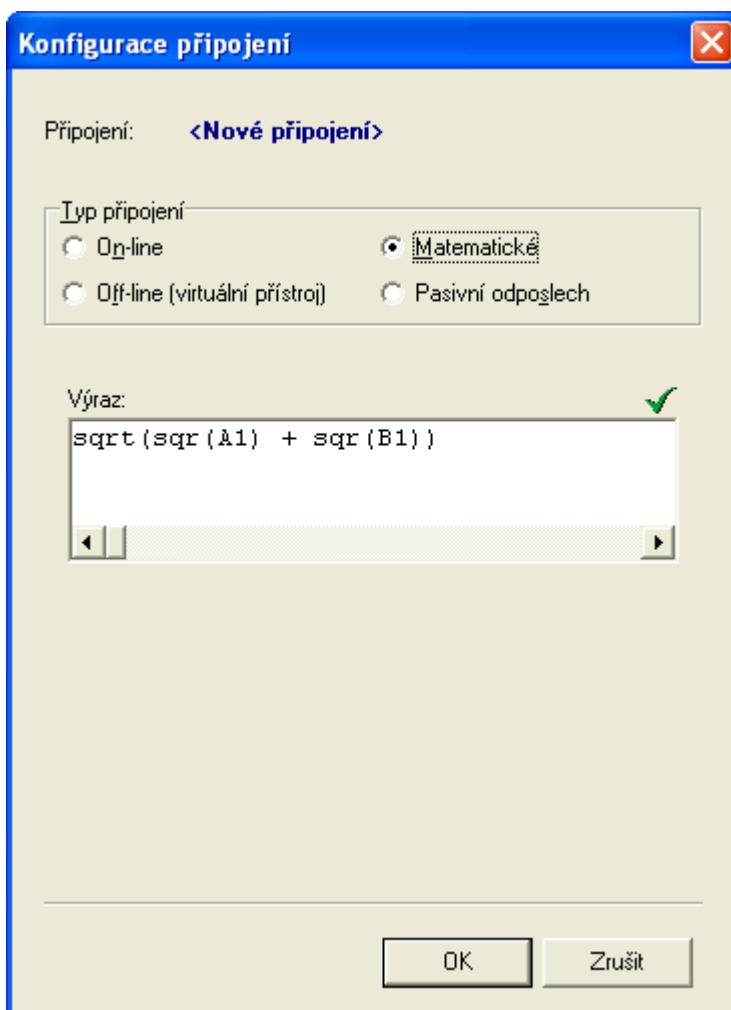 Konfigurace připojení
Připojení: <Nové připojení>
Typ připojení
On-line Matematické
Off-line (virtuální přístroj) Pasivní odposlech
Výraz:
sqrt(sqr(A1) + sqr(B1))
OK Zrušit